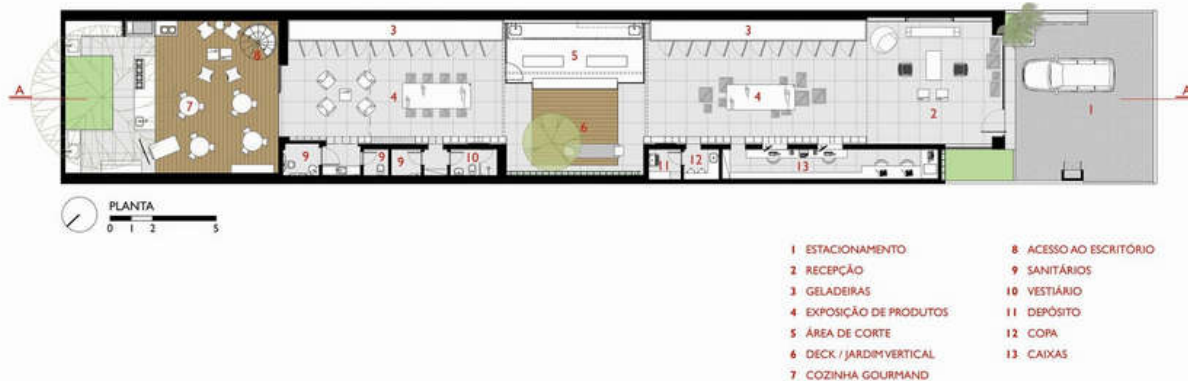 3
3
5
8
A
A
7
4
4
6
1
2
9
9
9
10
11
12
13
PLANTA
0 1 2 5
1 ESTACIONAMENTO
2 RECEPÇÃO
3 GELADEIRAS
4 EXPOSIÇÃO DE PRODUTOS
5 ÁREA DE CORTE
6 DECK / JARDIM VERTICAL
7 COZINHA GOURMAND
8 ACESSO AO ESCRITÓRIO
9 SANITÁRIOS
10 VESTIÁRIO
11 DEPÓSITO
12 COPA
13 CAIXAS